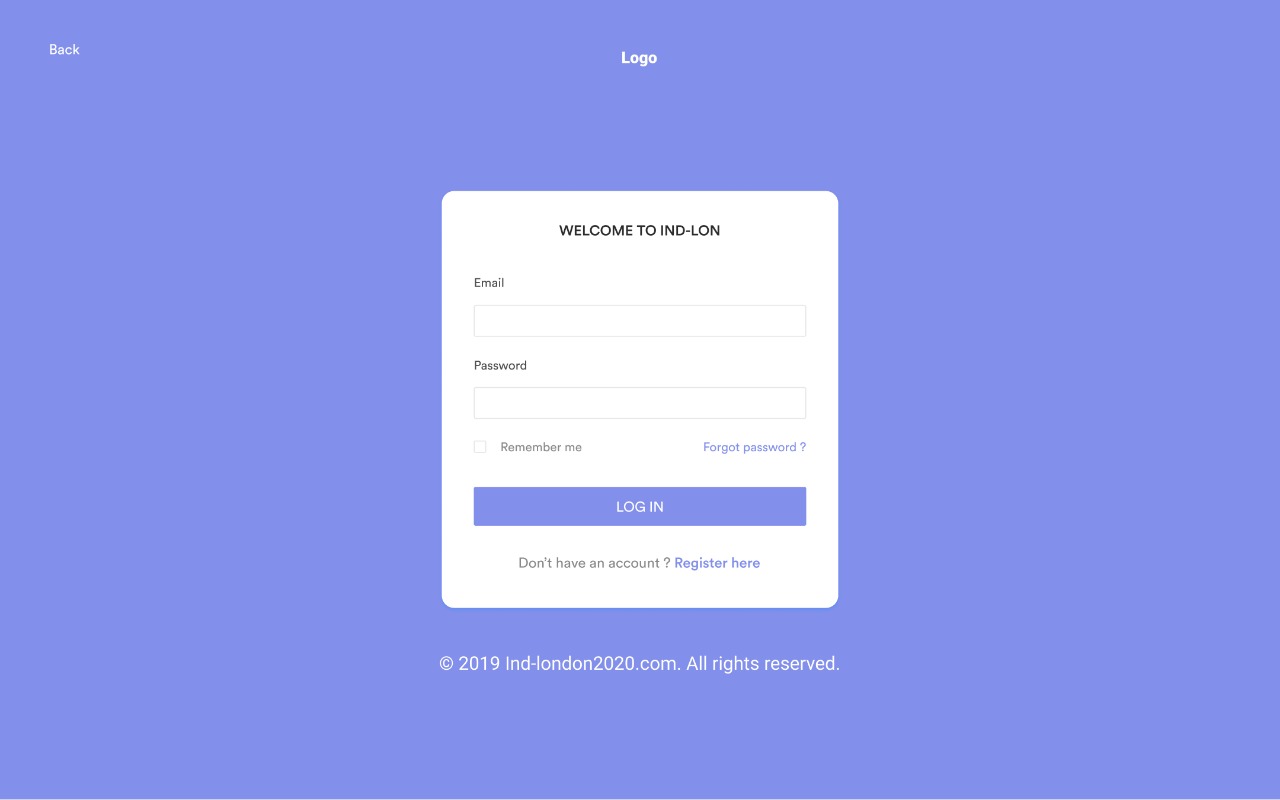 Back
Logo
WELCOME TO IND-LON
Email
Password
Remember me
Forgot password ?
LOG IN
Don't have an account ? Register here
© 2019 Ind-london2020.com. All rights reserved.